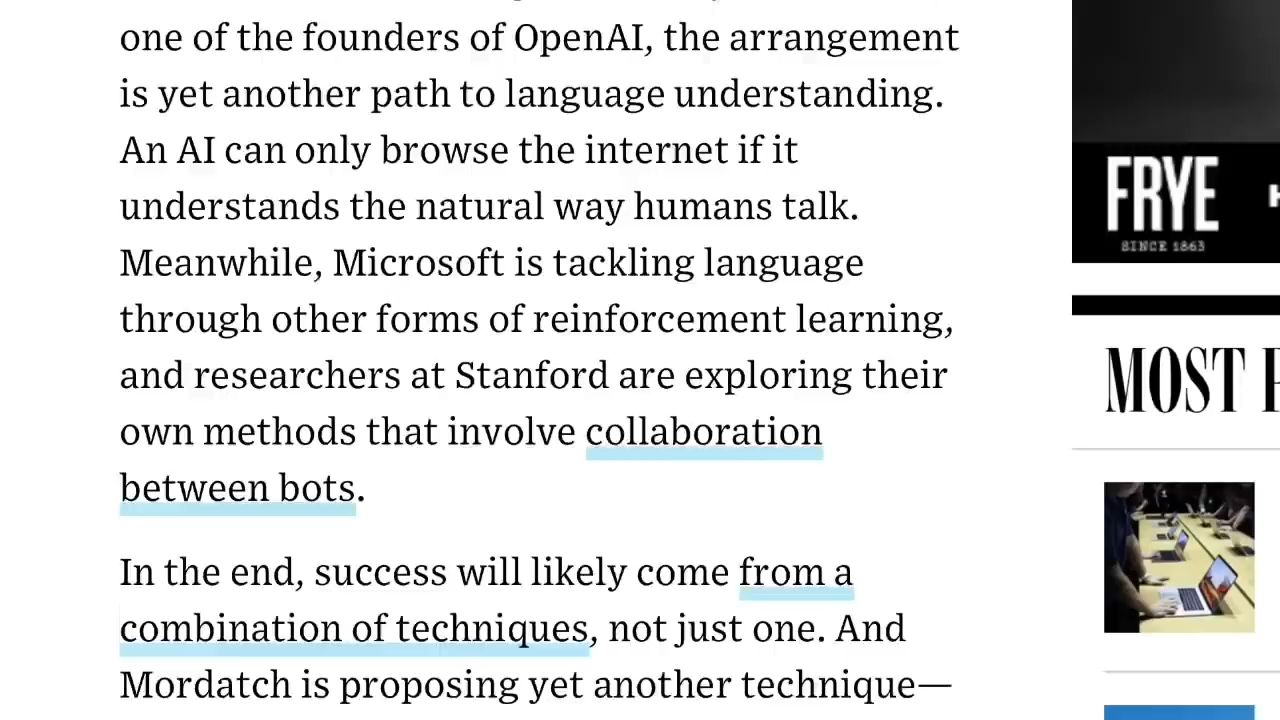 one of the founders of OpenAI, the arrangement
is yet another path to language understanding.
An AI can only browse the internet if it
understands the natural way humans talk.
Meanwhile, Microsoft is tackling language
through other forms of reinforcement learning,
and researchers at Stanford are exploring their
own methods that involve collaboration
between bots.
In the end, success will likely come from a
combination of techniques, not just one. And
Mordatch is proposing yet another technique—
FRYE
SINCE 1863
MOST